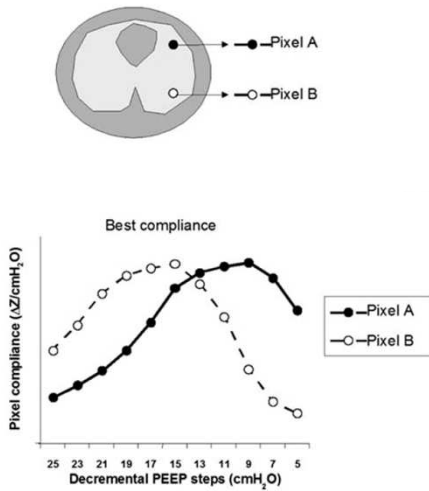 Pixel A
Pixel B
Best compliance
Pixel compliance (ΔZ/cmH₂O)
Pixel A
Pixel B
25 23 21 19 17 15 13 11 9 7 5
Decremental PEEP steps (cmH₂O)